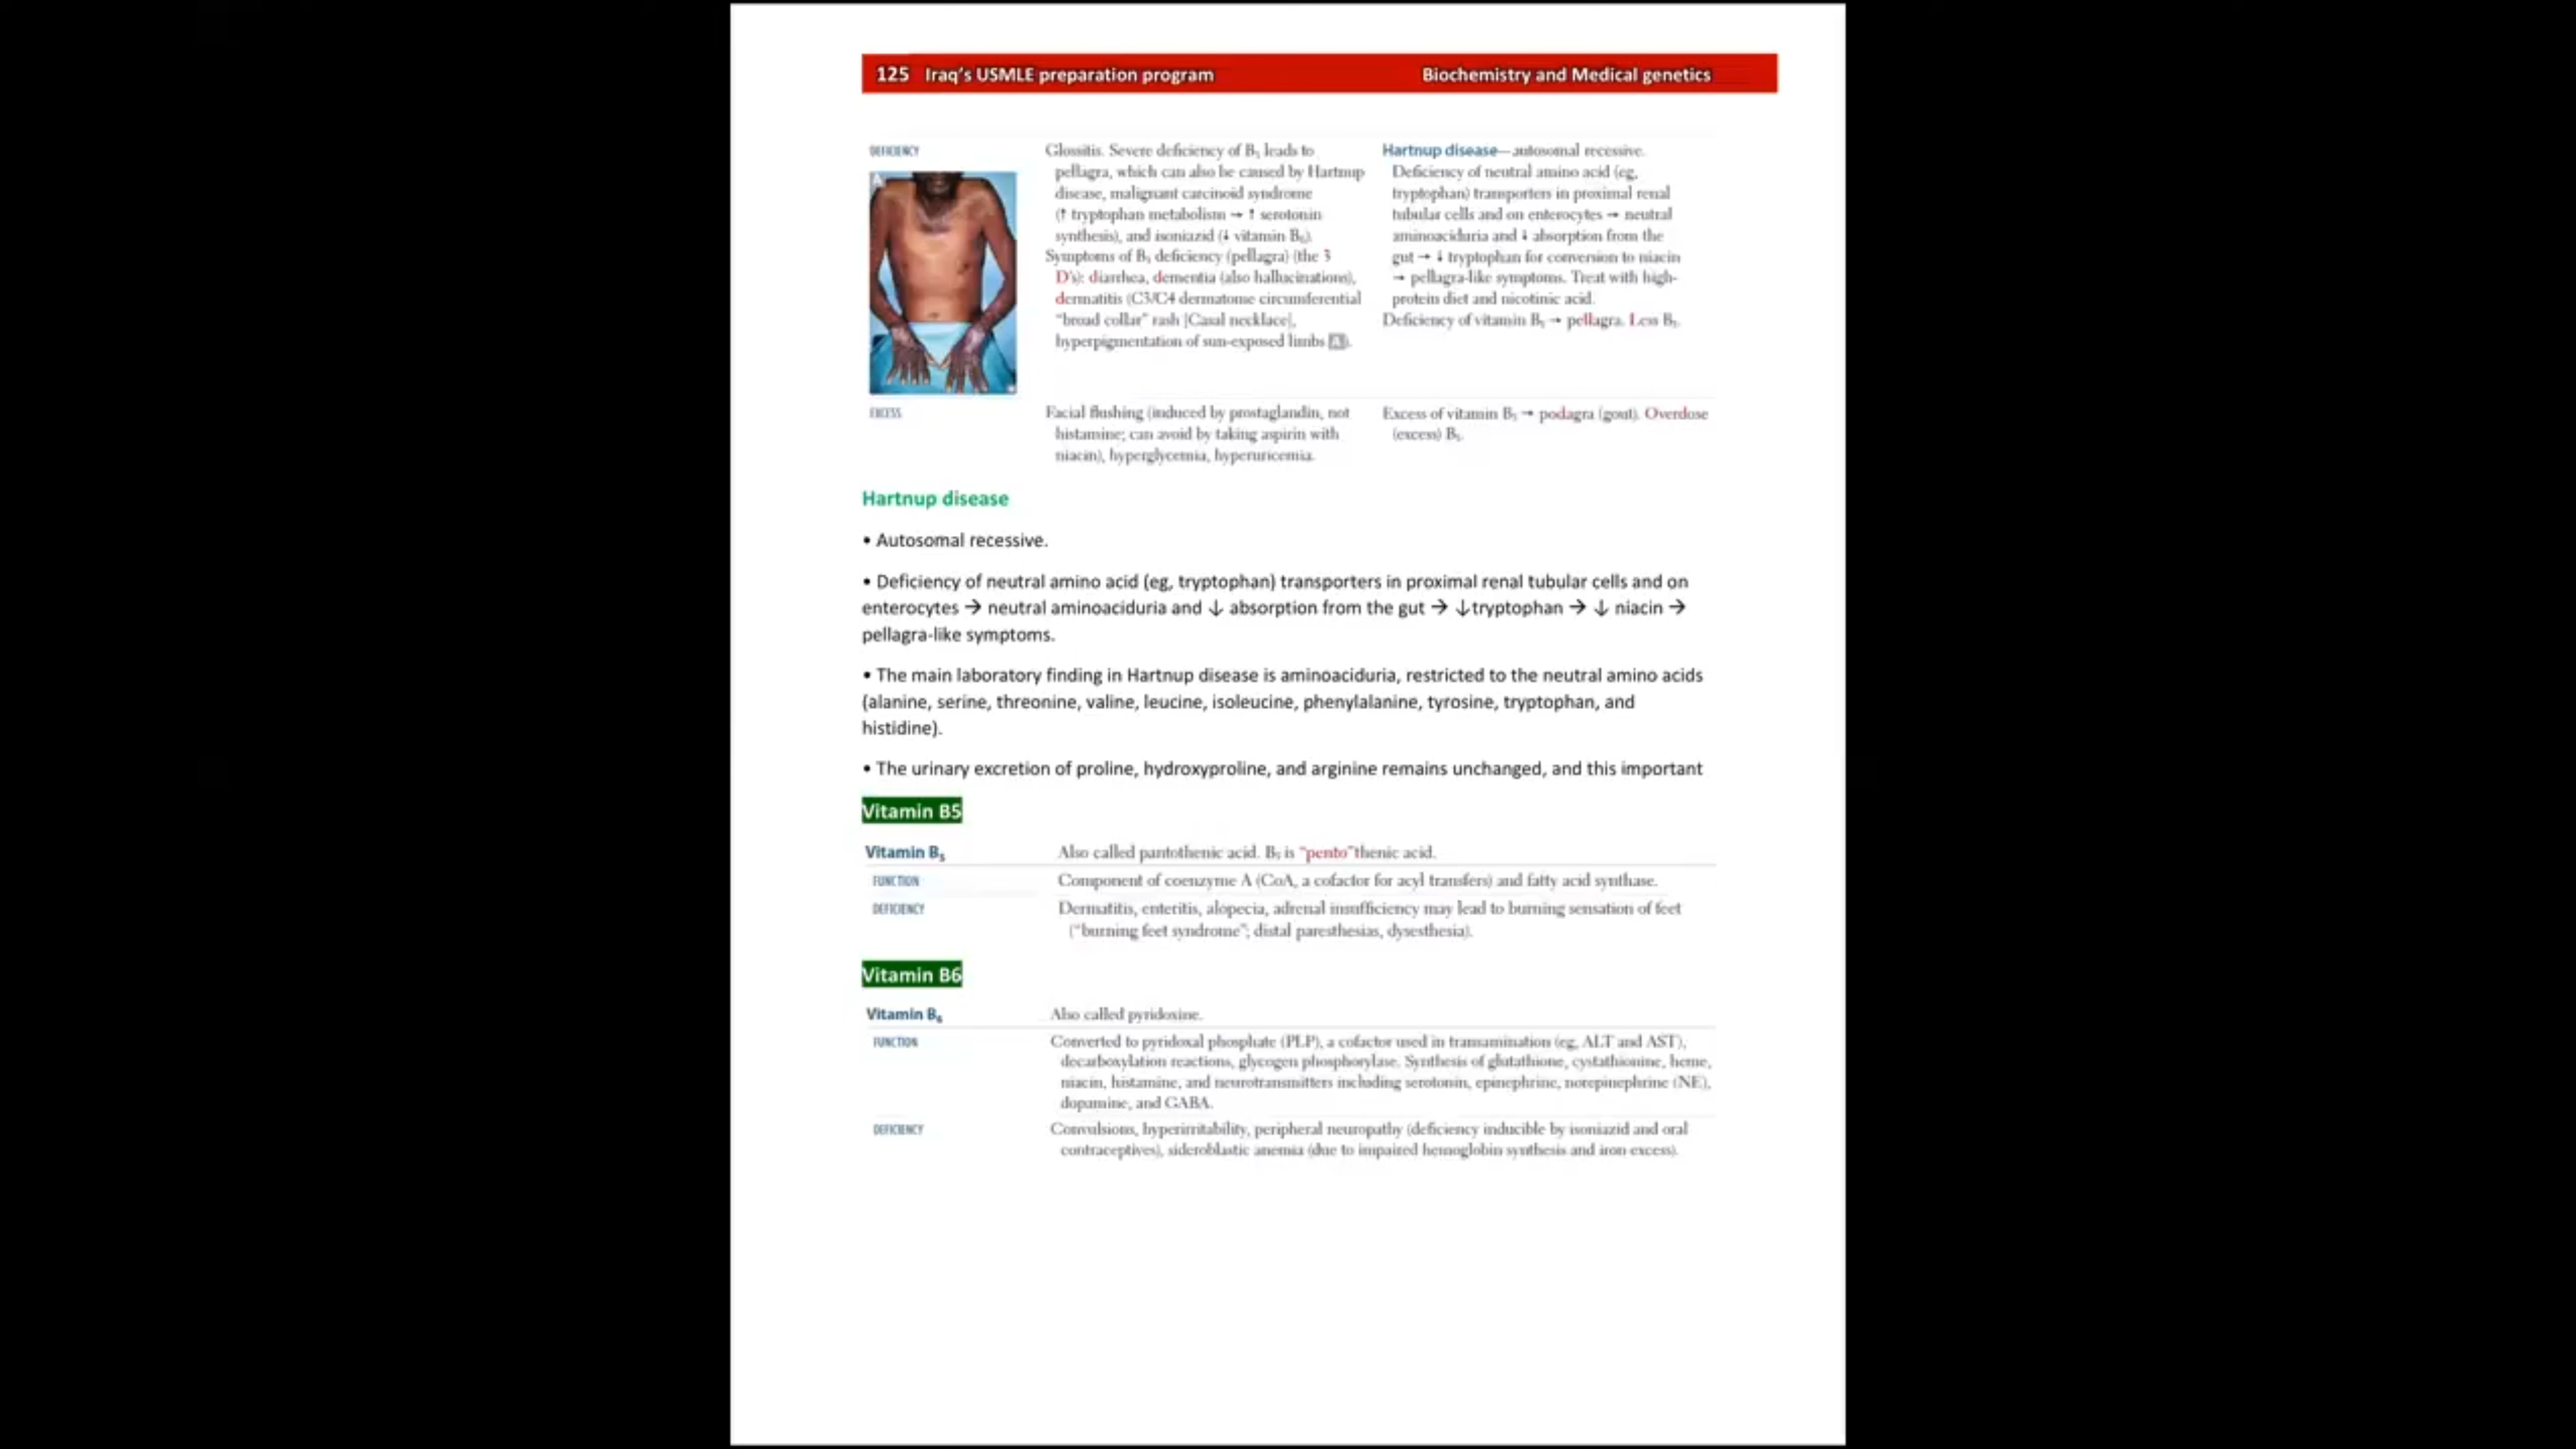 125 Iraq's USMLE preparation program Biochemistry and Medical genetics
DEFICIENCY
A
Glossitis. Severe deficiency of B₃ leads to
pellagra, which can also be caused by Hartnup
disease, malignant carcinoid syndrome
(↑ tryptophan metabolism → ↑ serotonin
synthesis), and isoniazid (↓ vitamin B₆).
Symptoms of B₃ deficiency (pellagra) (the 3
D's): diarrhea, dementia (also hallucinations),
dermatitis (C3/C4 dermatome circumferential
"broad collar" rash [Casal necklace],
hyperpigmentation of sun-exposed limbs A).
Hartnup disease—autosomal recessive.
Deficiency of neutral amino acid (eg,
tryptophan) transporters in proximal renal
tubular cells and on enterocytes → neutral
aminoaciduria and ↓ absorption from the
gut → ↓ tryptophan for conversion to niacin
→ pellagra-like symptoms. Treat with high-
protein diet and nicotinic acid.
Deficiency of vitamin B₃ → pellagra. Less B₃.
EXCESS
Facial flushing (induced by prostaglandin, not
histamine; can avoid by taking aspirin with
niacin), hyperglycemia, hyperuricemia.
Excess of vitamin B₃ → podagra (gout). Overdose
(excess) B₃.
Hartnup disease
• Autosomal recessive.
• Deficiency of neutral amino acid (eg, tryptophan) transporters in proximal renal tubular cells and on
enterocytes → neutral aminoaciduria and ↓ absorption from the gut → ↓tryptophan → ↓ niacin →
pellagra-like symptoms.
• The main laboratory finding in Hartnup disease is aminoaciduria, restricted to the neutral amino acids
(alanine, serine, threonine, valine, leucine, isoleucine, phenylalanine, tyrosine, tryptophan, and
histidine).
• The urinary excretion of proline, hydroxyproline, and arginine remains unchanged, and this important
Vitamin B5
Vitamin B₅ Also called pantothenic acid. B₅ is "pento"thenic acid.
FUNCTION Component of coenzyme A (CoA, a cofactor for acyl transfers) and fatty acid synthase.
DEFICIENCY Dermatitis, enteritis, alopecia, adrenal insufficiency may lead to burning sensation of feet
("burning feet syndrome"; distal paresthesias, dysesthesia).
Vitamin B6
Vitamin B₆ Also called pyridoxine.
FUNCTION Converted to pyridoxal phosphate (PLP), a cofactor used in transamination (eg, ALT and AST),
decarboxylation reactions, glycogen phosphorylase. Synthesis of glutathione, cystathionine, heme,
niacin, histamine, and neurotransmitters including serotonin, epinephrine, norepinephrine (NE),
dopamine, and GABA.
DEFICIENCY Convulsions, hyperirritability, peripheral neuropathy (deficiency inducible by isoniazid and oral
contraceptives), sideroblastic anemia (due to impaired hemoglobin synthesis and iron excess).